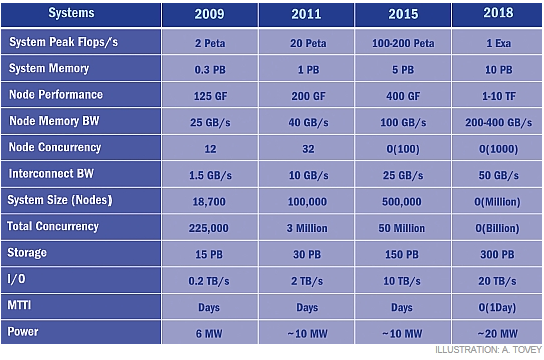 Systems 2009 2011 2015 2018
System Peak Flops/s 2 Peta 20 Peta 100-200 Peta 1 Exa
System Memory 0.3 PB 1 PB 5 PB 10 PB
Node Performance 125 GF 200 GF 400 GF 1-10 TF
Node Memory BW 25 GB/s 40 GB/s 100 GB/s 200-400 GB/s
Node Concurrency 12 32 O(100) O(1000)
Interconnect BW 1.5 GB/s 10 GB/s 25 GB/s 50 GB/s
System Size (Nodes) 18,700 100,000 500,000 O(Million)
Total Concurrency 225,000 3 Million 50 Million O(Billion)
Storage 15 PB 30 PB 150 PB 300 PB
I/O 0.2 TB/s 2 TB/s 10 TB/s 20 TB/s
MTTI Days Days Days O(1Day)
Power 6 MW ~10 MW ~10 MW ~20 MW
ILLUSTRATION: A. TOVEY